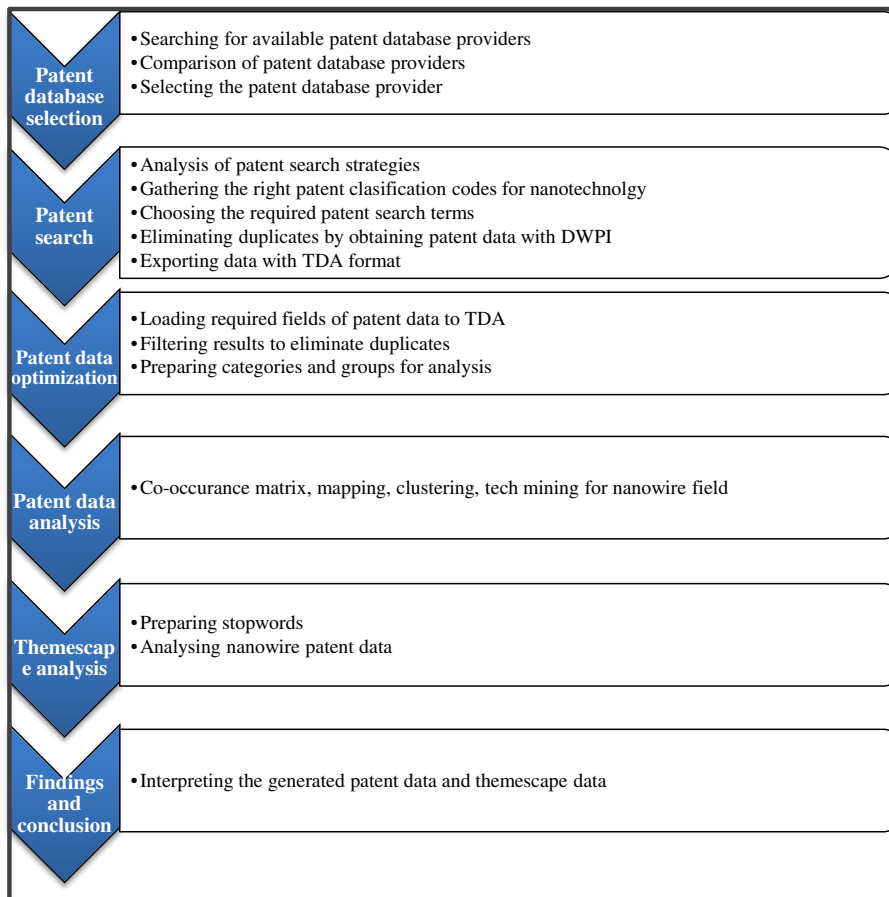 Patent
database
selection
•Searching for available patent database providers
•Comparison of patent database providers
•Selecting the patent database provider
Patent
search
•Analysis of patent search strategies
•Gathering the right patent clasification codes for nanotechnolgy
•Choosing the required patent search terms
•Eliminating duplicates by obtaining patent data with DWPI
•Exporting data with TDA format
Patent data
optimization
•Loading required fields of patent data to TDA
•Filtering results to eliminate duplicates
•Preparing categories and groups for analysis
Patent data
analysis
•Co-occurance matrix, mapping, clustering, tech mining for nanowire field
Themescap
e analysis
•Preparing stopwords
•Analysing nanowire patent data
Findings
and
conclusion
•Interpreting the generated patent data and themescape data